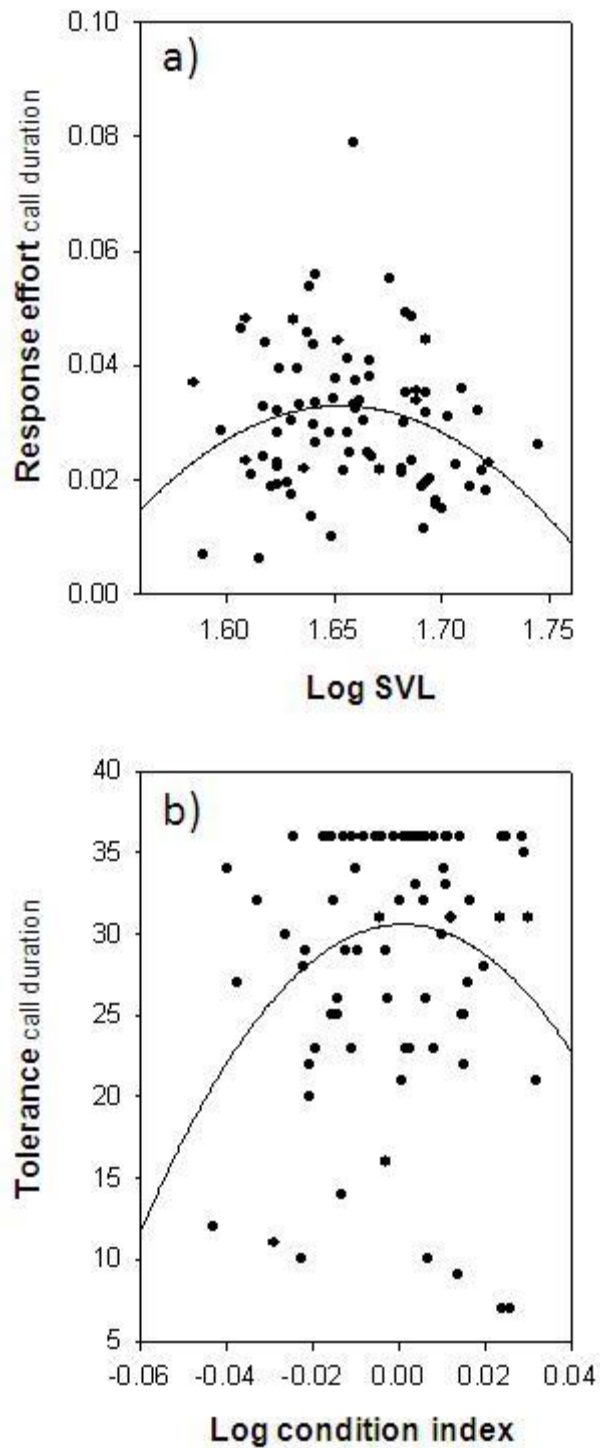 a)
Response effort call duration
0.10
0.08
0.06
0.04
0.02
0.00
1.60 1.65 1.70 1.75
Log SVL
b)
Tolerance call duration
40
35
30
25
20
15
10
5
-0.06 -0.04 -0.02 0.00 0.02 0.04
Log condition index